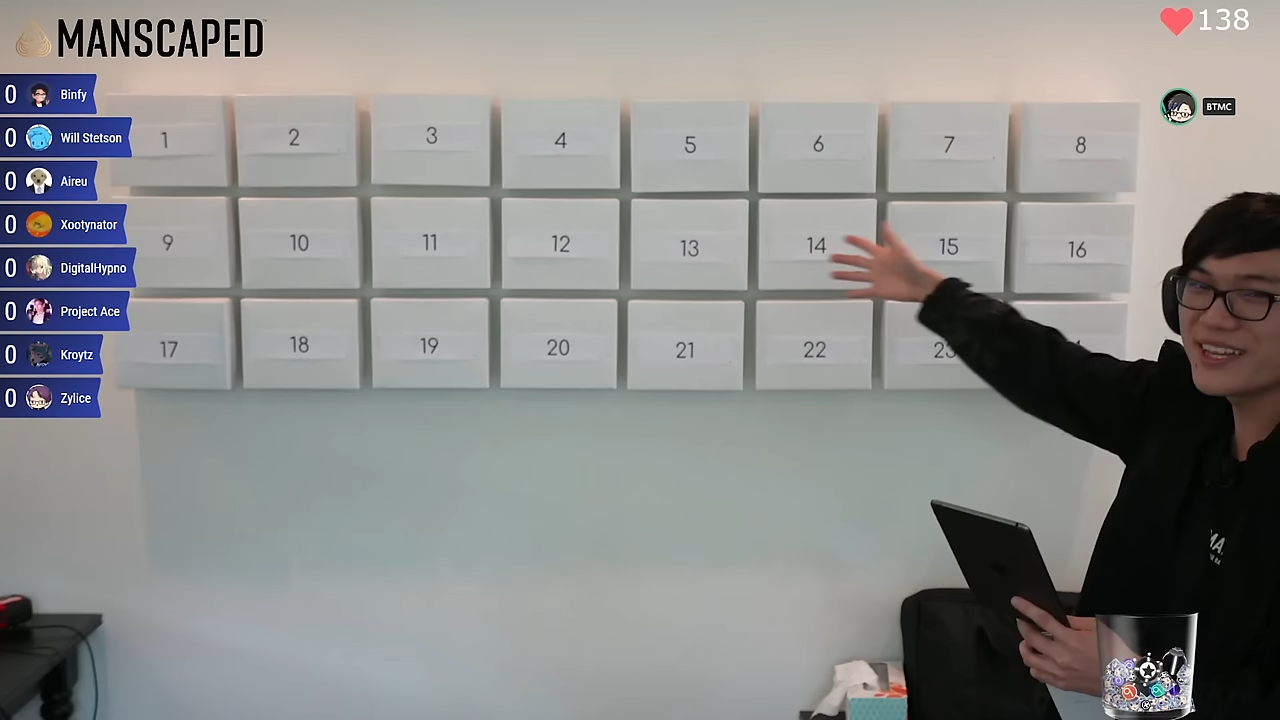 MANSCAPED
138
0 Binfy
0 Will Stetson
0 Aireu
0 Xootynator
0 DigitalHypno
0 Project Ace
0 Kroytz
0 Zylice
BTMC
1 2 3 4 5 6 7 8
9 10 11 12 13 14 15 16
17 18 19 20 21 22
MA